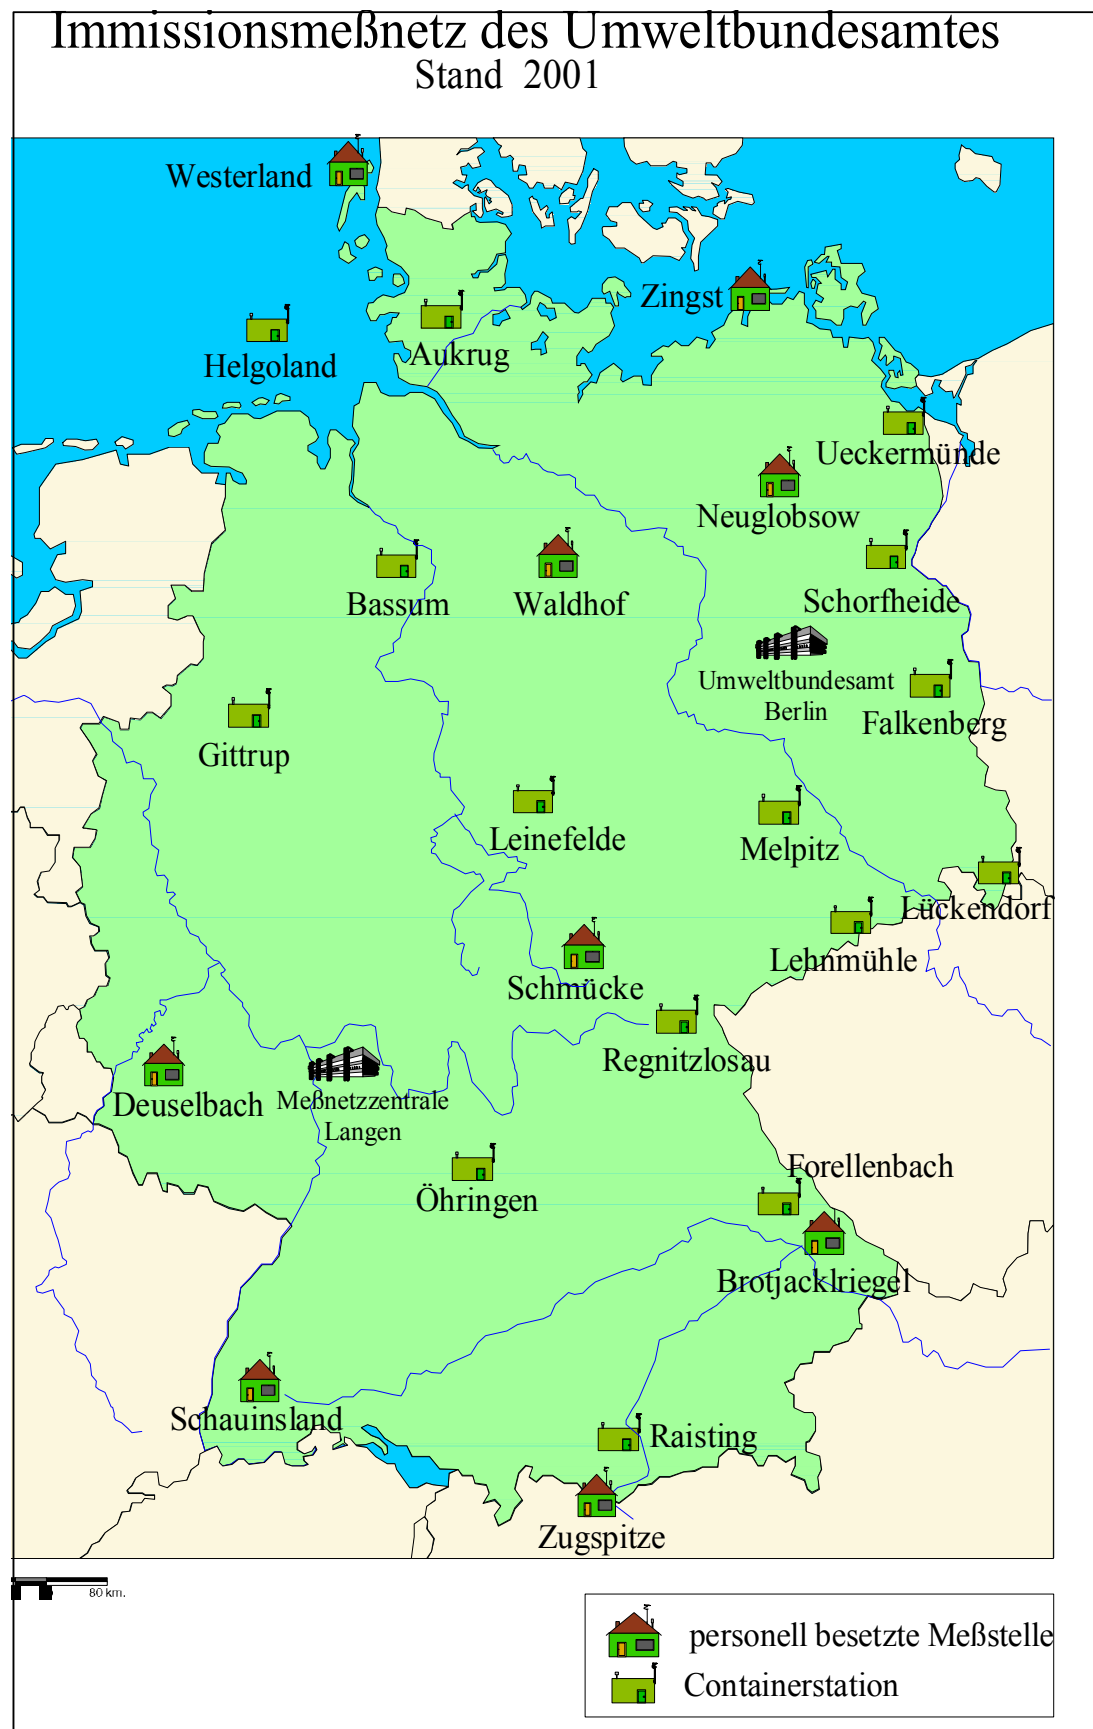 Immissionsmeßnetz des Umweltbundesamtes
Stand 2001
Westerland
Zingst
Helgoland
Aukrug
Ueckermünde
Neuglobsow
Bassum
Waldhof
Schorfheide
Umweltbundesamt
Berlin
Falkenberg
Gittrup
Leinefelde
Melpitz
Lückendorf
Lehnmühle
Schmücke
Regnitzlosau
Deuselbach
Meßnetzzentrale
Langen
Forellenbach
Öhringen
Brotjacklriegel
Schauinsland
Raisting
Zugspitze
80 km.
personell besetzte Meßstelle
Containerstation